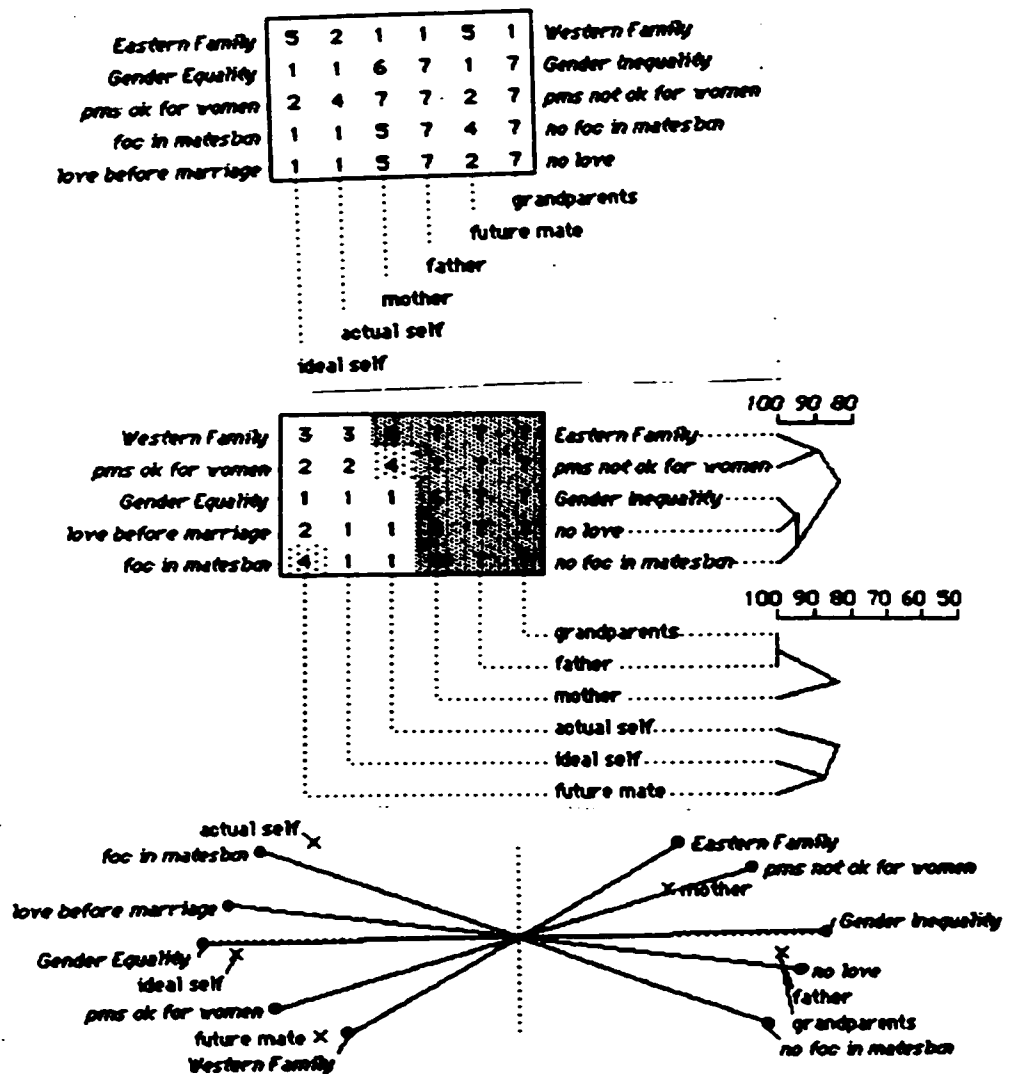 Eastern Family 5 2 1 1 5 1 Western Family
Gender Equality 1 1 6 7 1 7 Gender Inequality
pms ok for women 2 4 7 7 2 7 pms not ok for women
foc in matesbcn 1 1 5 7 4 7 no foc in matesbcn
love before marriage 1 1 5 7 2 7 no love
grandparents
future mate
father
mother
actual self
ideal self
100 90 80
Western Family 3 3 Eastern Family
pms ok for women 2 2 4 pms not ok for women
Gender Equality 1 1 1 Gender Inequality
love before marriage 2 1 1 no love
foc in matesbcn 4 1 1 no foc in matesbcn
100 90 80 70 60 50
grandparents
father
mother
actual self
ideal self
future mate
actual self
foc in matesbcn
Eastern Family
pms not ok for women
mother
love before marriage
Gender Inequality
Gender Equality
ideal self
no love
pms ok for women
father
future mate
grandparents
Western Family
no foc in matesbcn